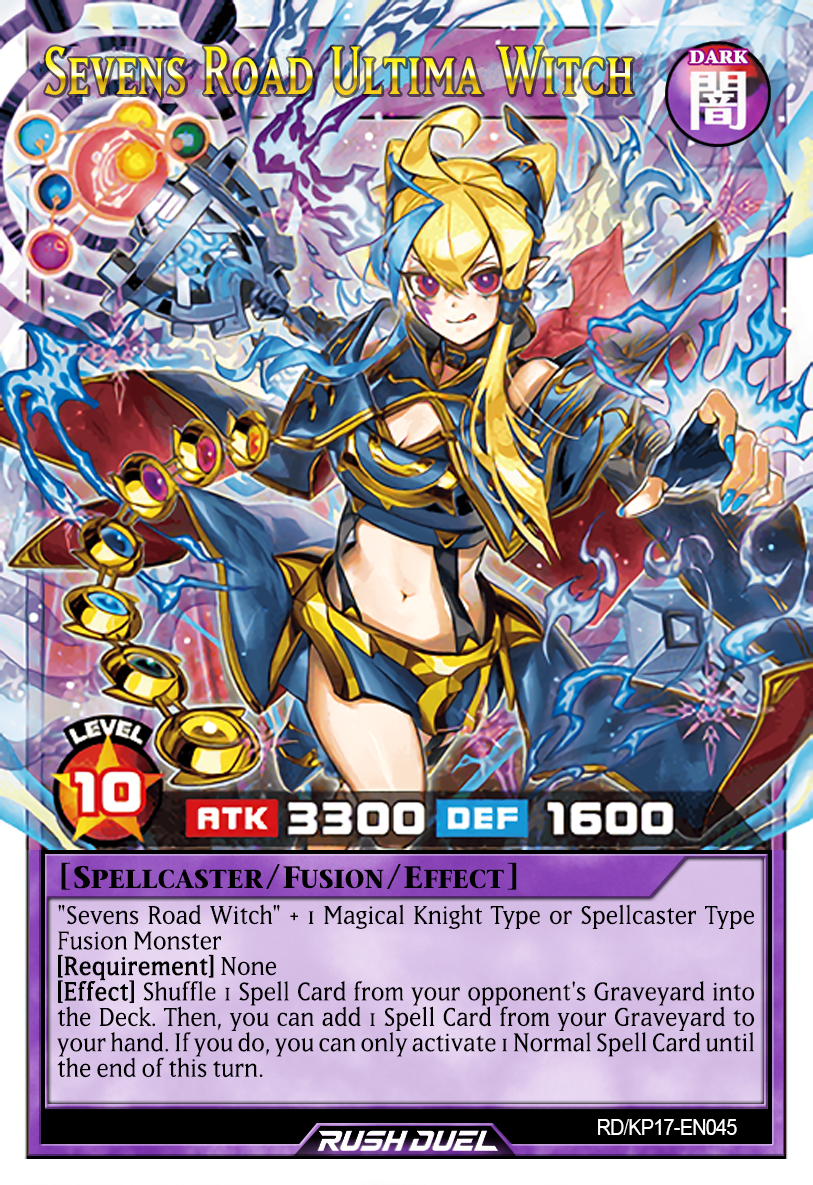 Sevens Road Ultima Witch
DARK
闇
LEVEL
10
ATK 3300 DEF 1600
[Spellcaster/Fusion/Effect]
"Sevens Road Witch" + 1 Magical Knight Type or Spellcaster Type
Fusion Monster
[Requirement] None
[Effect] Shuffle 1 Spell Card from your opponent's Graveyard into
the Deck. Then, you can add 1 Spell Card from your Graveyard to
your hand. If you do, you can only activate 1 Normal Spell Card until
the end of this turn.
RD/KP17-EN045
RUSH DUEL